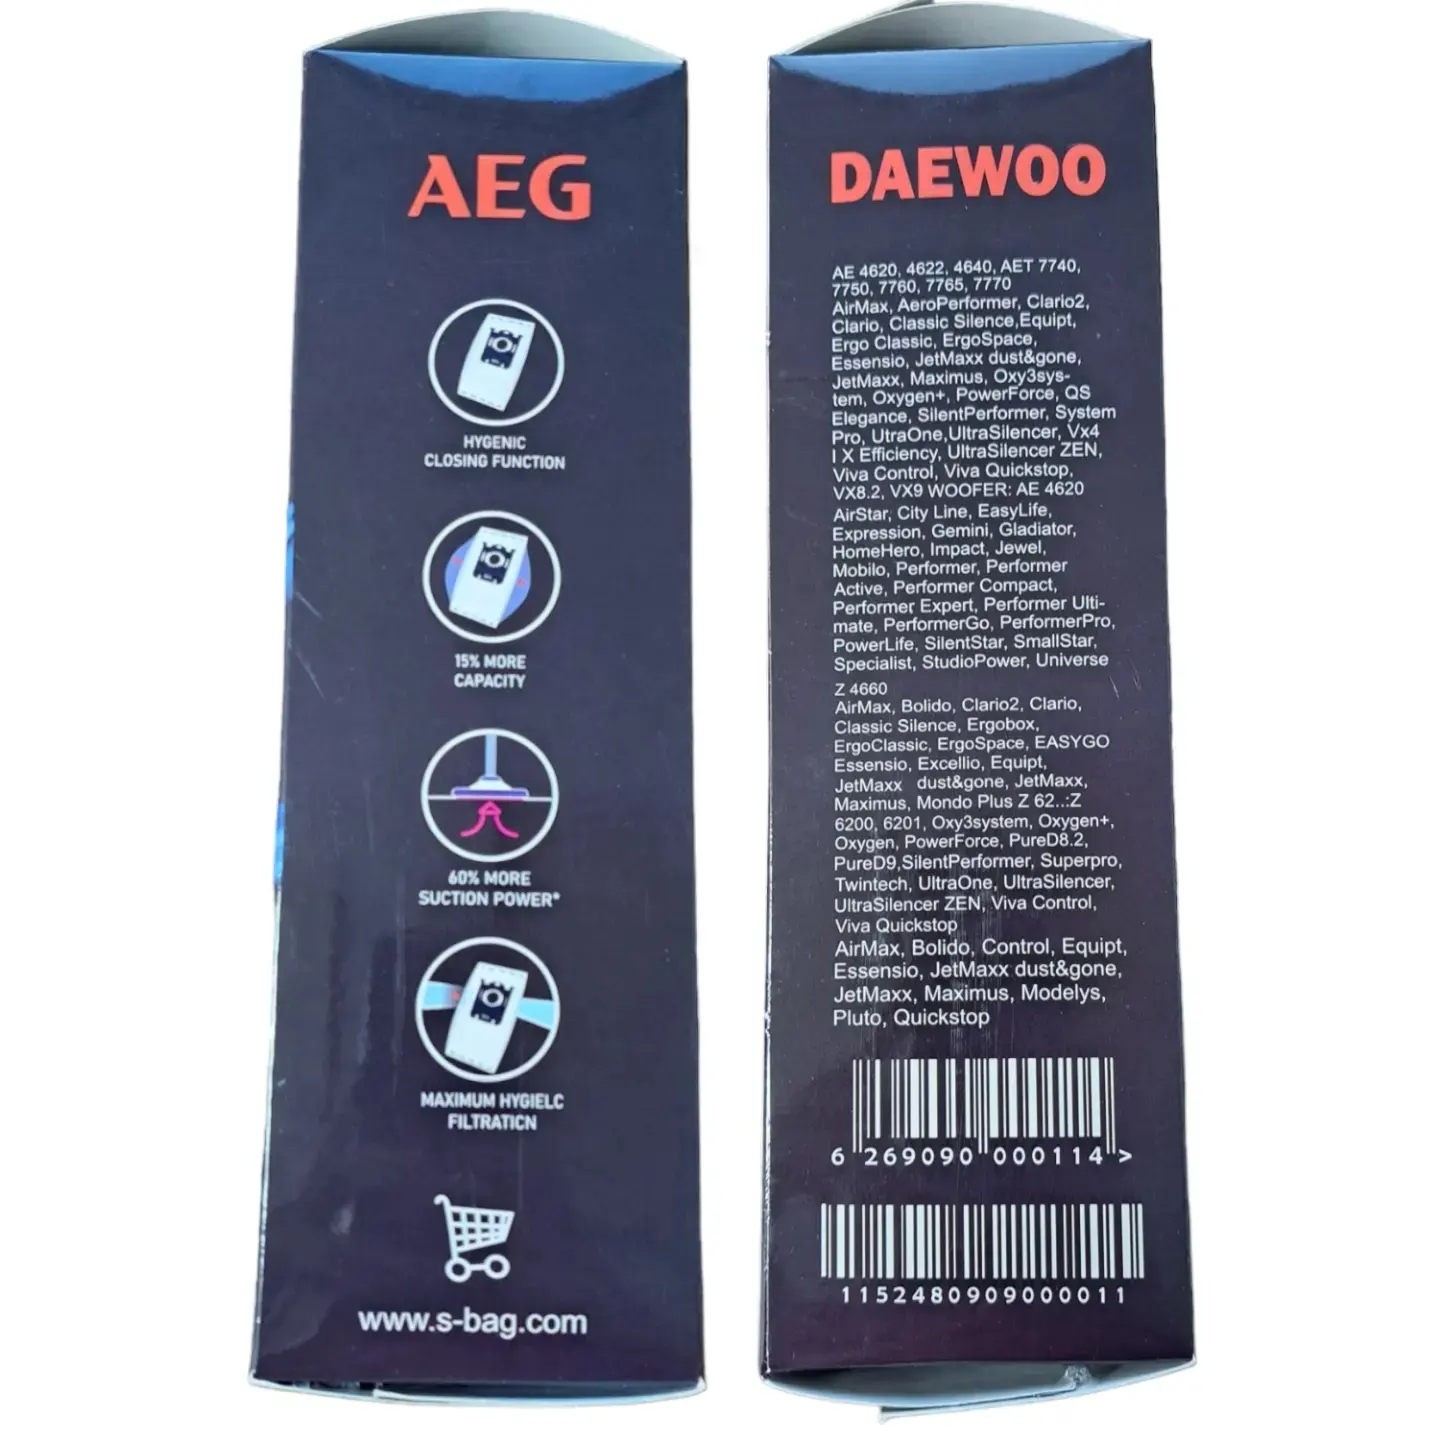 AEG
HYGENIC
CLOSING FUNCTION
15% MORE
CAPACITY
60% MORE
SUCTION POWER*
MAXIMUM HYGIELC
FILTRATICN
www.s-bag.com
DAEWOO
AE 4620, 4622, 4640, AET 7740,
7750, 7760, 7765, 7770
AirMax, AeroPerformer, Clario2,
Clario, Classic Silence,Equipt,
Ergo Classic, ErgoSpace,
Essensio, JetMaxx dust&gone,
JetMaxx, Maximus, Oxy3sys-
tem, Oxygen+, PowerForce, QS
Elegance, SilentPerformer, System
Pro, UtraOne,UltraSilencer, Vx4
I X Efficiency, UltraSilencer ZEN,
Viva Control, Viva Quickstop,
VX8.2, VX9 WOOFER: AE 4620
AirStar, City Line, EasyLife,
Expression, Gemini, Gladiator,
HomeHero, Impact, Jewel,
Mobilo, Performer, Performer
Active, Performer Compact,
Performer Expert, Performer Ulti-
mate, PerformerGo, PerformerPro,
PowerLife, SilentStar, SmallStar,
Specialist, StudioPower, Universe
Z 4660
AirMax, Bolido, Clario2, Clario,
Classic Silence, Ergobox,
ErgoClassic, ErgoSpace, EASYGO
Essensio, Excellio, Equipt,
JetMaxx dust&gone, JetMaxx,
Maximus, Mondo Plus Z 62..:Z
6200, 6201, Oxy3system, Oxygen+,
Oxygen, PowerForce, PureD8.2,
PureD9,SilentPerformer, Superpro,
Twintech, UltraOne, UltraSilencer,
UltraSilencer ZEN, Viva Control,
Viva Quickstop
AirMax, Bolido, Control, Equipt,
Essensio, JetMaxx dust&gone,
JetMaxx, Maximus, Modelys,
Pluto, Quickstop
6 269090 000114 >
1152480909000011